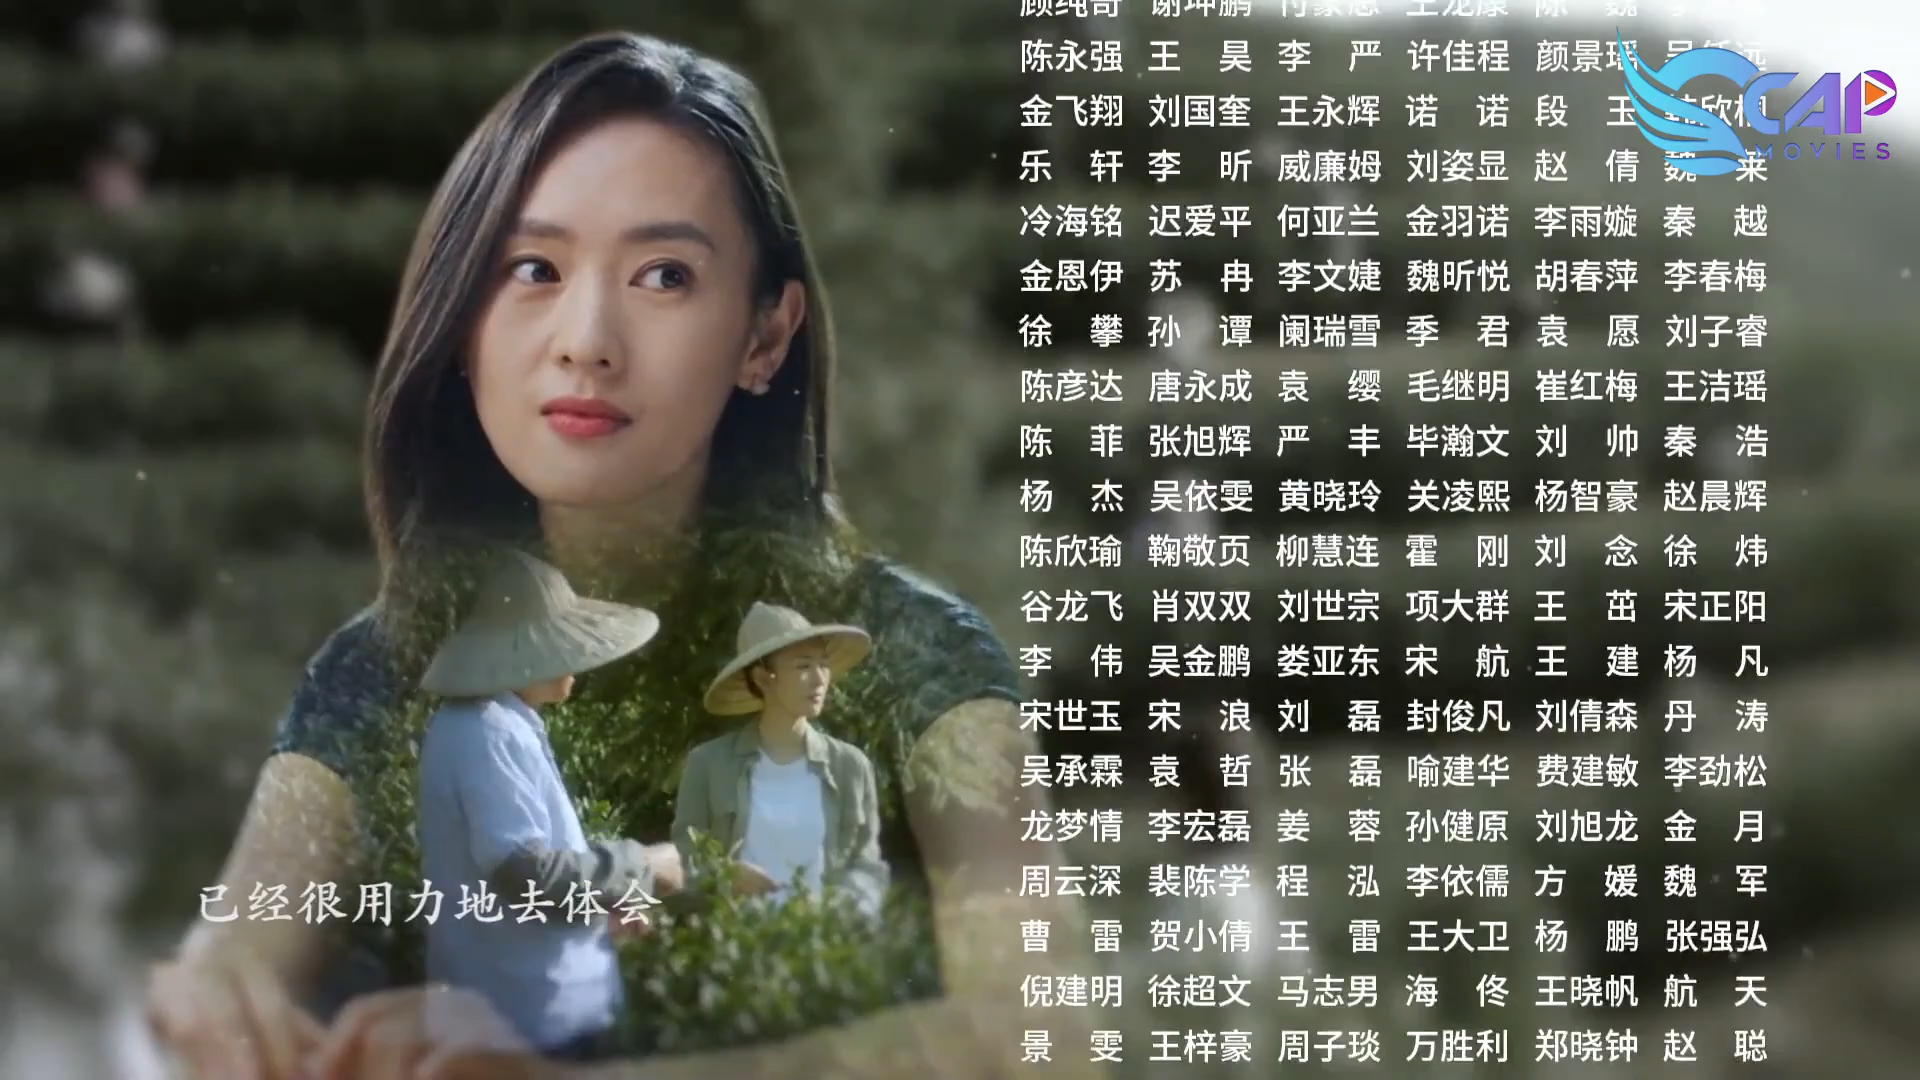 陈永强 王昊 李严 许佳程 颜景瑶
金飞翔 刘国奎 王永辉 诺诺 段玉
乐轩 李昕 威廉姆 刘姿显 赵倩 魏来
冷海铭 迟爱平 何亚兰 金羽诺 李雨嫙 秦越
金恩伊 苏冉 李文婕 魏昕悦 胡春萍 李春梅
徐攀 孙谭 阑瑞雪 季君 袁愿 刘子睿
陈彦达 唐永成 袁缨 毛继明 崔红梅 王洁瑶
陈菲 张旭辉 严丰 毕瀚文 刘帅 秦浩
杨杰 吴依雯 黄晓玲 关凌熙 杨智豪 赵晨辉
陈欣瑜 鞠敬页 柳慧连 霍刚 刘念 徐炜
谷龙飞 肖双双 刘世宗 项大群 王茁 宋正阳
李伟 吴金鹏 娄亚东 宋航 王建 杨凡
宋世玉 宋浪 刘磊 封俊凡 刘倩森 丹涛
吴承霖 袁哲 张磊 喻建华 费建敏 李劲松
龙梦情 李宏磊 姜蓉 孙健原 刘旭龙 金月
周云深 裴陈学 程泓 李依儒 方媛 魏军
曹雷 贺小倩 王雷 王大卫 杨鹏 张强弘
倪建明 徐超文 马志男 海佟 王晓帆 航天
景雯 王梓豪 周子琰 万胜利 郑晓钟 赵聪
CAP
MOVIES
已经很用力地去体会